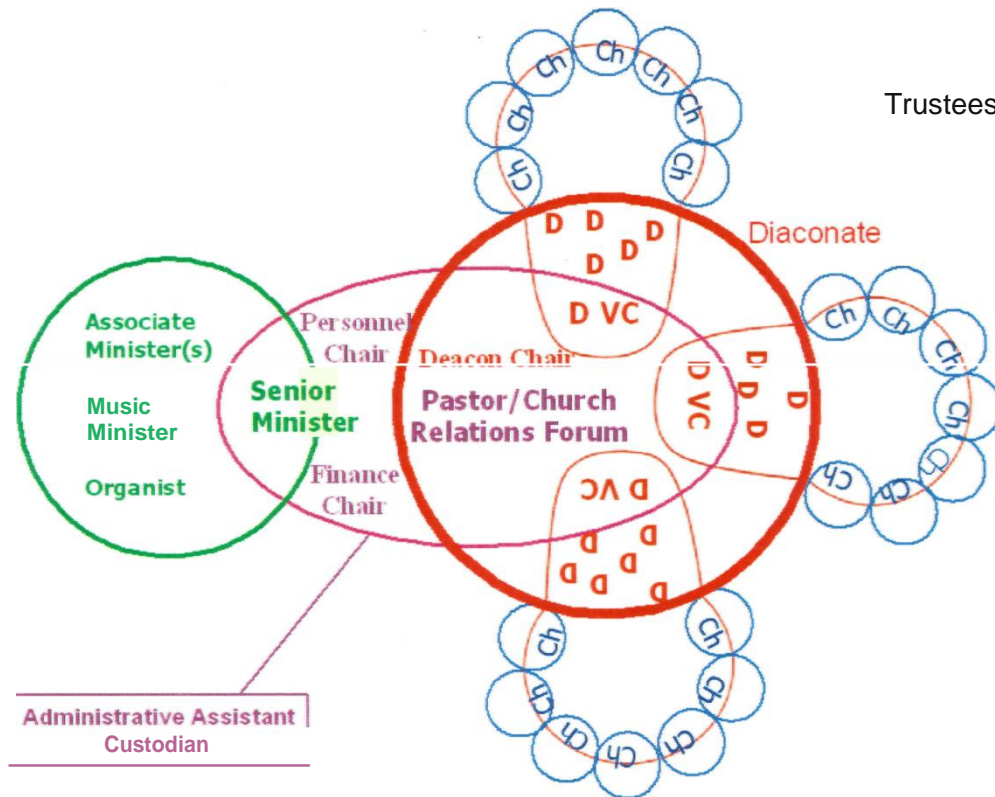 Ch
Ch
Ch
Ch
Ch
Ch
Ch
Trustees
D D D
D
D
D VC
Diaconate
Associate
Minister(s)
Music
Minister
Organist
Personnel
Chair
Senior
Minister
Finance
Chair
Deacon Chair
Pastor/Church
Relations Forum
D VC
D
D
D
D
Ch
Ch
Ch
Ch
Ch
Ch
Ch
D VC
D
D
D
D
D
D
Ch
Ch
Ch
Ch
Ch
Ch
Ch
Administrative Assistant
Custodian